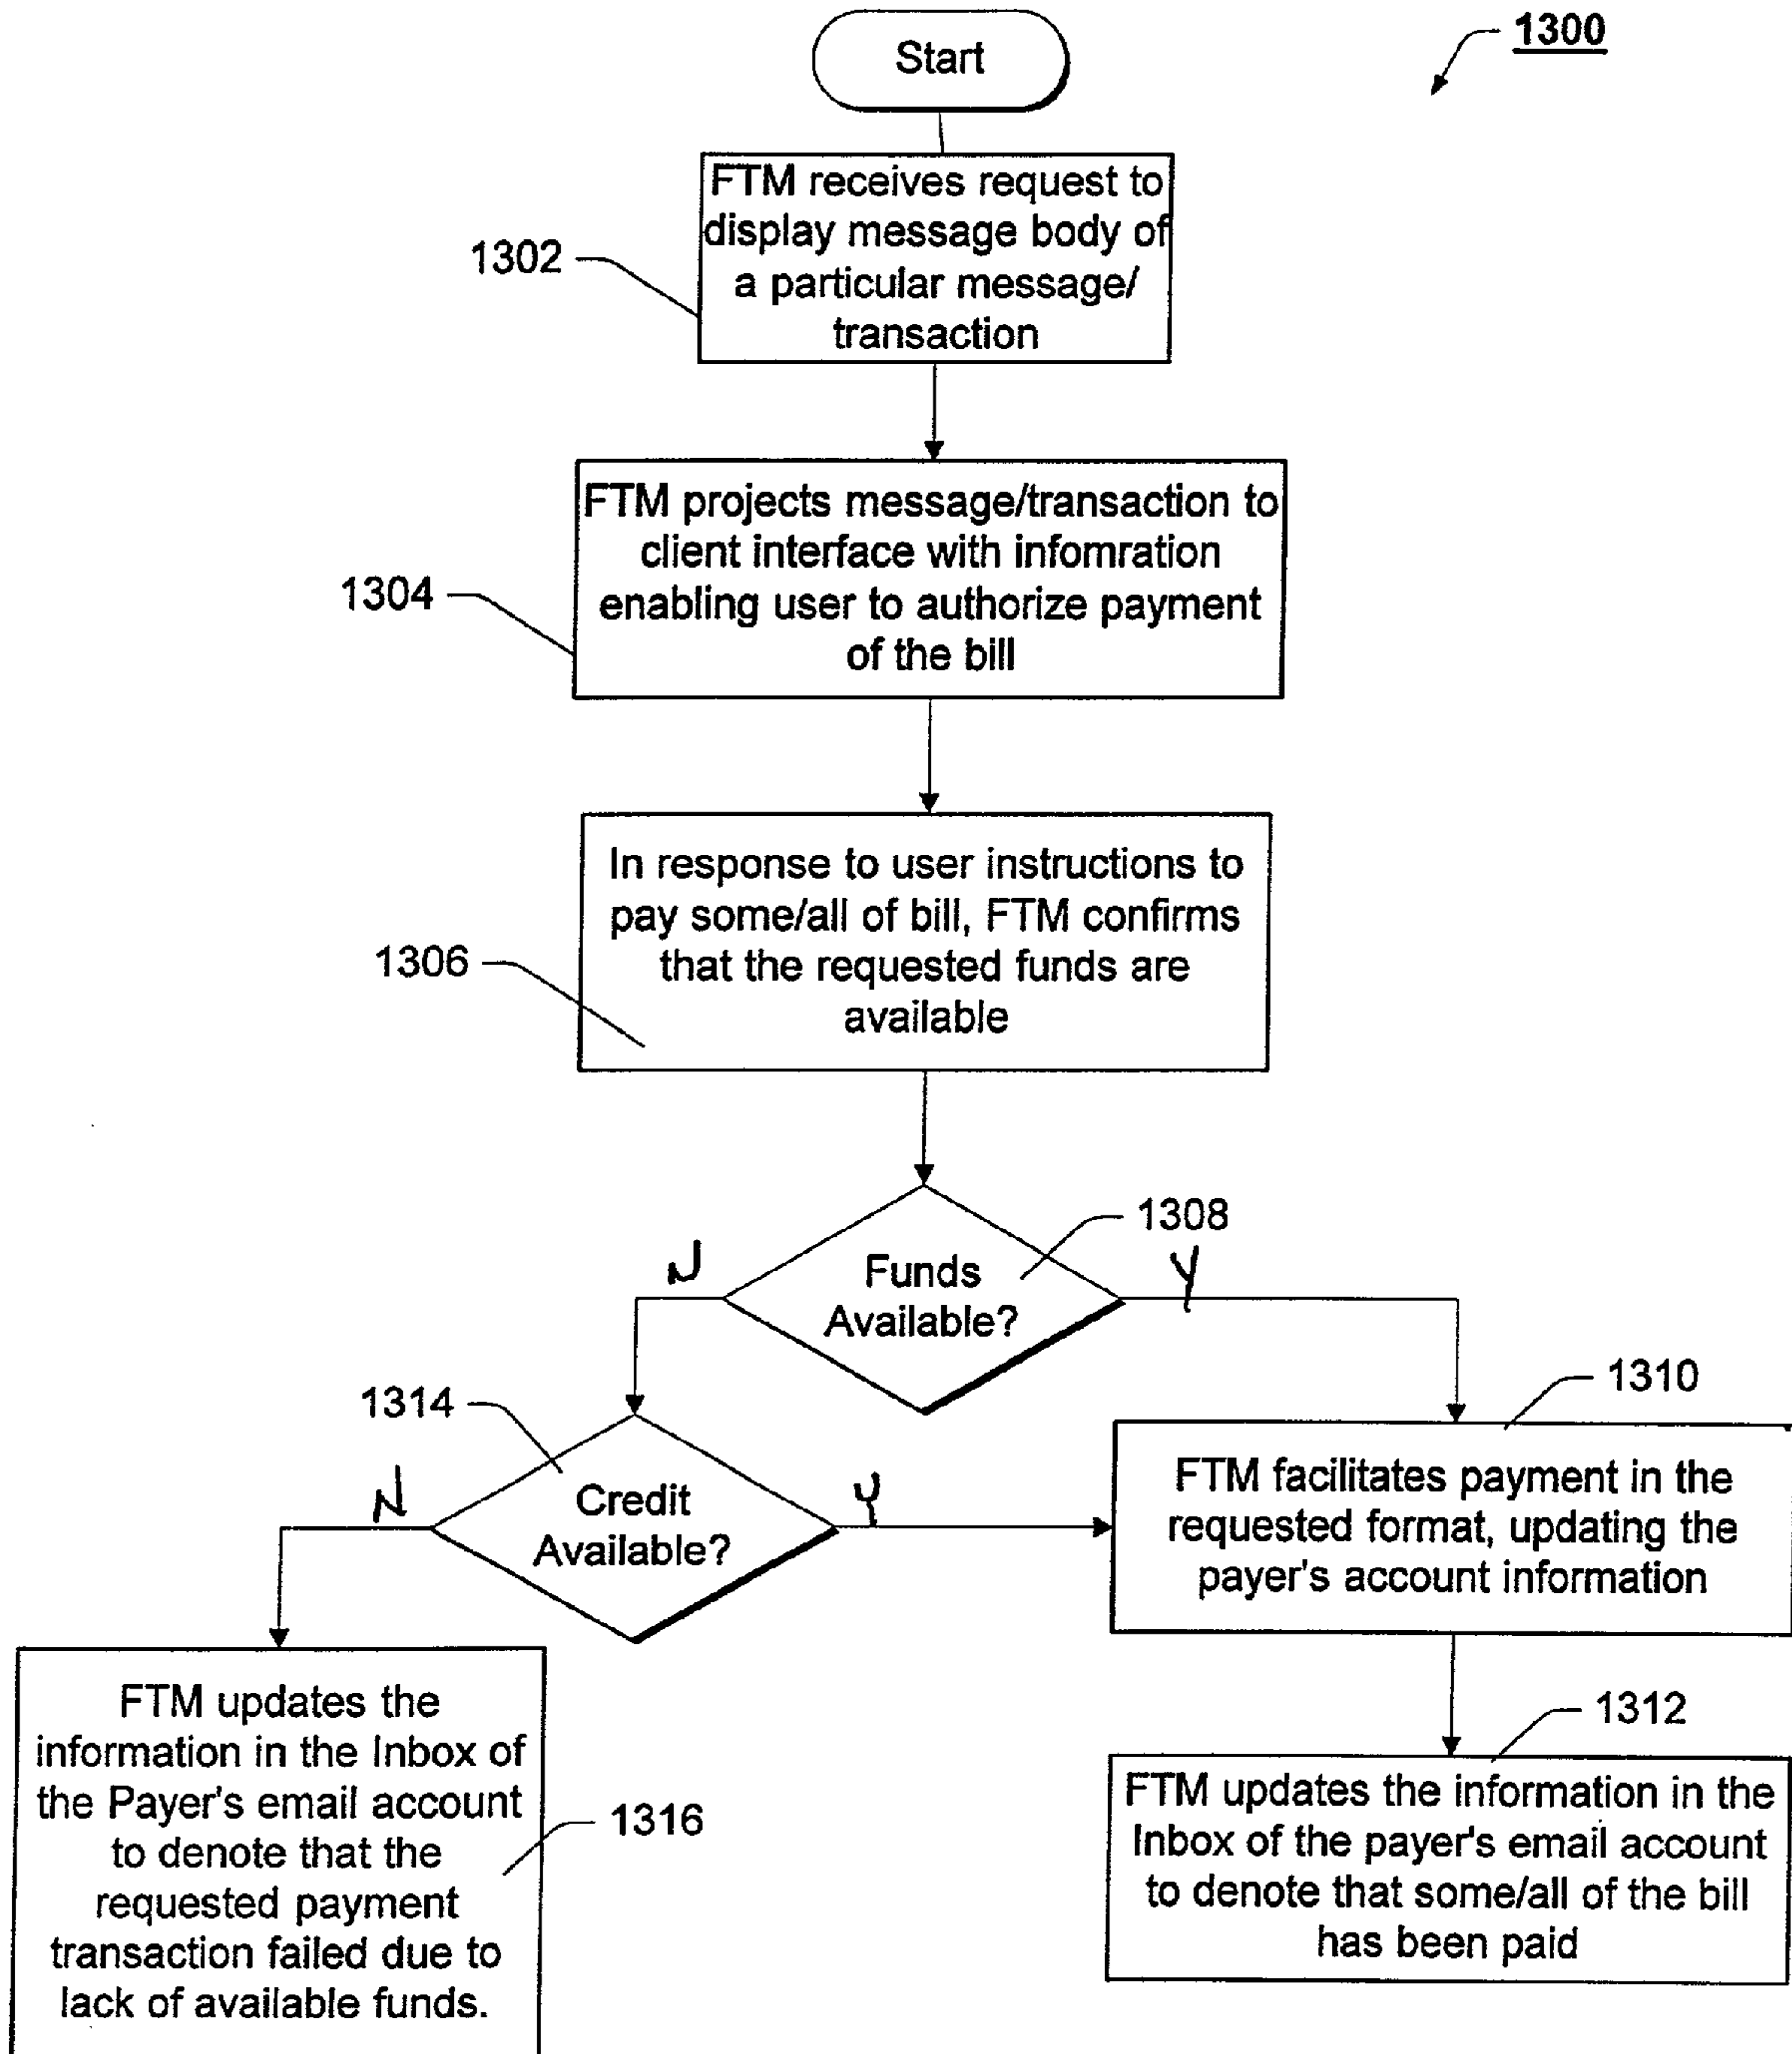 1300
Start
FTM receives request to
display message body of
a particular message/
transaction
1302
FTM projects message/transaction to
client interface with infomration
enabling user to authorize payment
of the bill
1304
In response to user instructions to
pay some/all of bill, FTM confirms
that the requested funds are
available
1306
1308
N
Funds
Available?
Y
1314
N
Credit
Available?
Y
1310
FTM facilitates payment in the
requested format, updating the
payer's account information
FTM updates the
information in the Inbox of
the Payer's email account
to denote that the
requested payment
transaction failed due to
lack of available funds.
1316
1312
FTM updates the information in the
Inbox of the payer's email account
to denote that some/all of the bill
has been paid